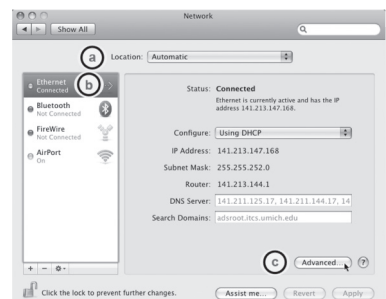 Network
Show All
a
Location: Automatic
Ethernet
Connected
b
Bluetooth
Not Connected
FireWire
Not Connected
AirPort
On
Status: Connected
Ethernet is currently active and has the IP
address 141.213.147.168.
Configure: Using DHCP
IP Address: 141.213.147.168
Subnet Mask: 255.255.252.0
Router: 141.213.144.1
DNS Server: 141.211.125.17, 141.211.144.17, 14
Search Domains: adsroot.itcs.umich.edu
c
Advanced... ?
+ −
Click the lock to prevent further changes.
Assist me... Revert Apply